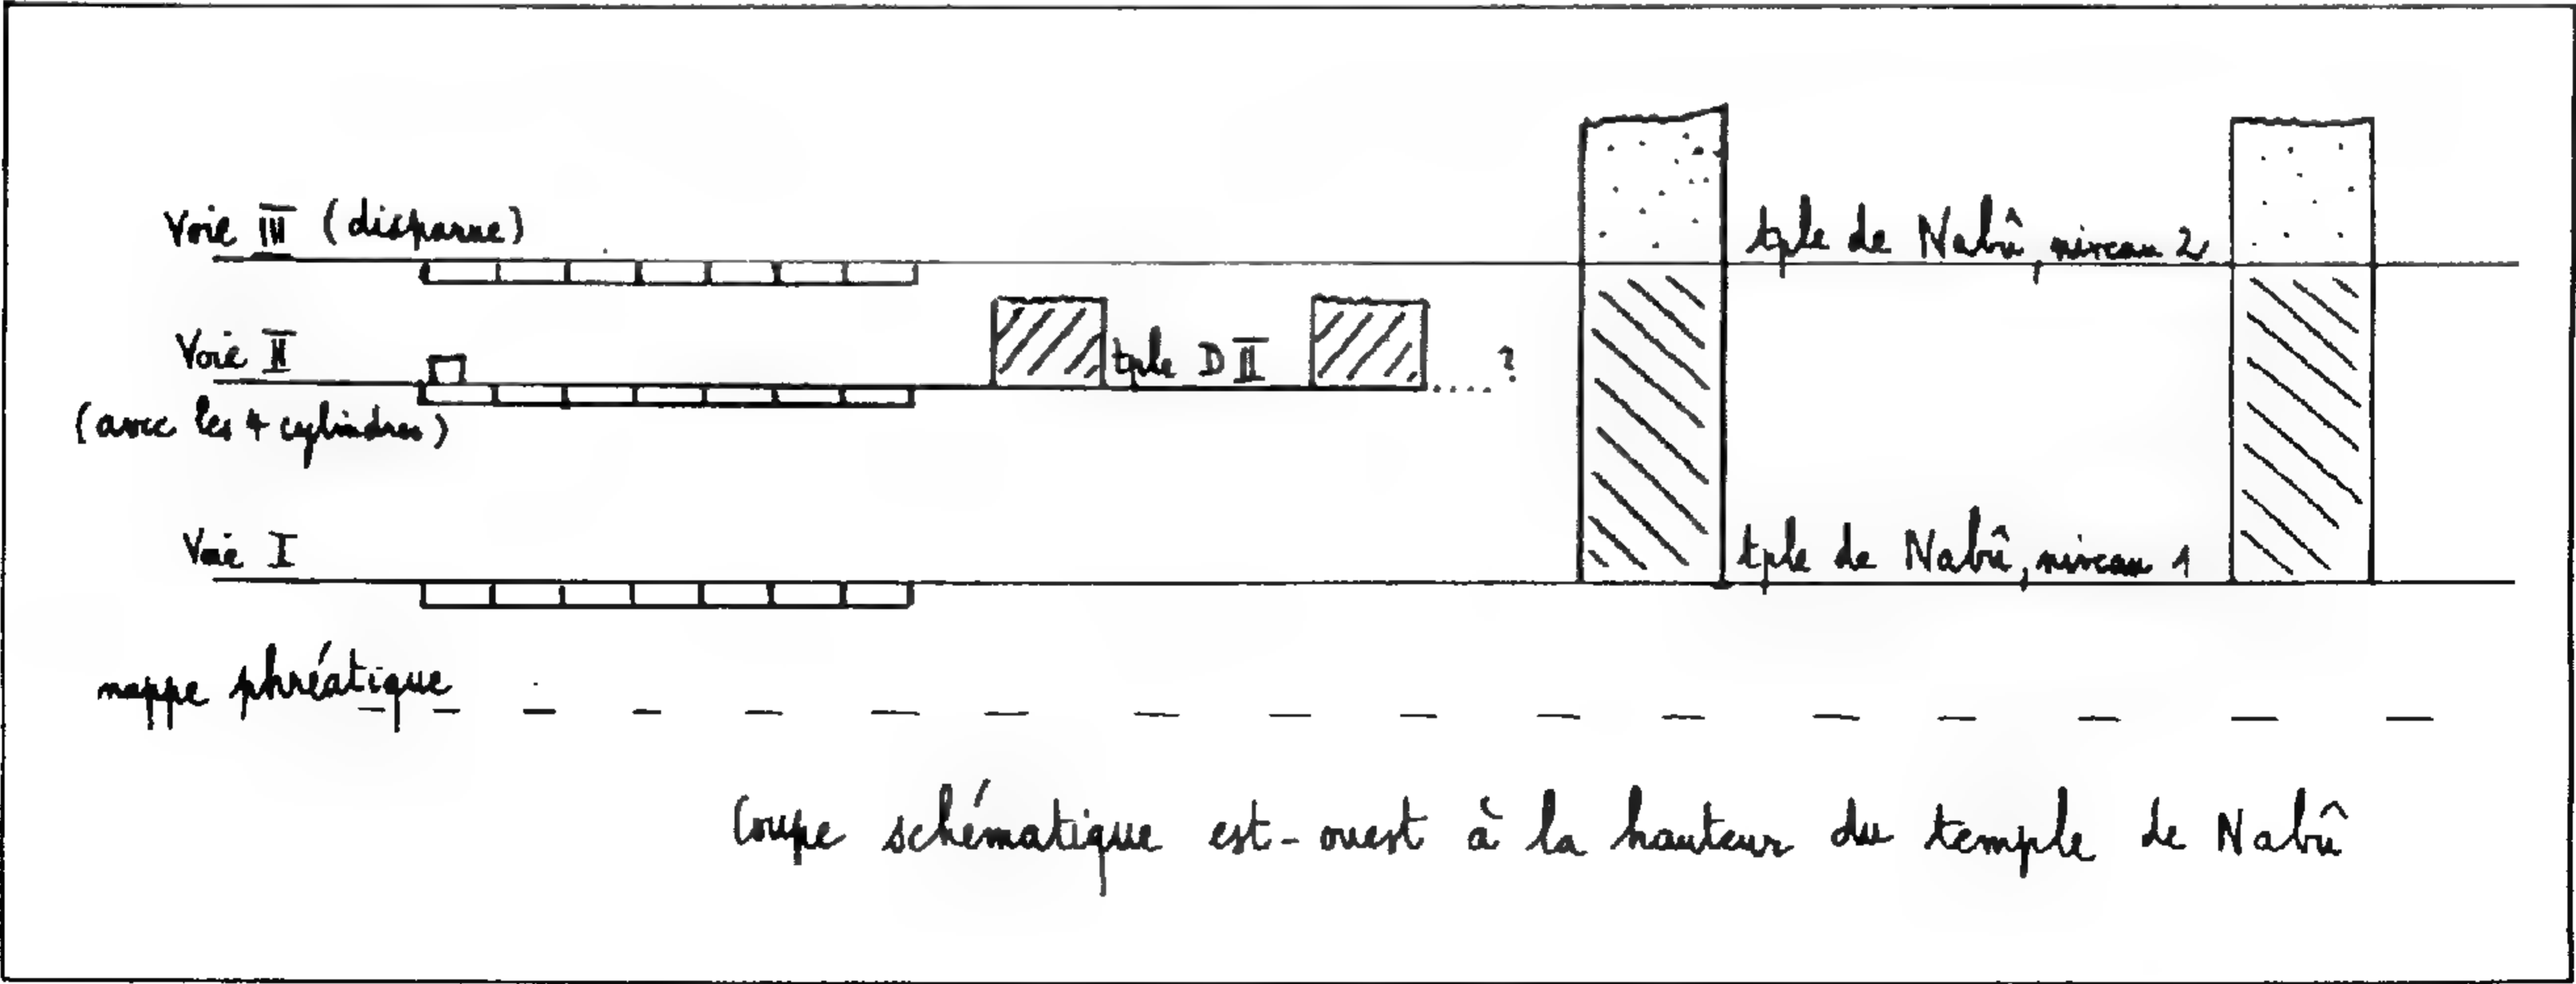 Voie III (disparue)
tple de Nabû, niveau 2
Voie II
tple D II
....?
(avec les 4 cylindres)
Voie I
tple de Nabû, niveau 1
nappe phréatique
Coupe schématique est-ouest à la hauteur du temple de Nabû